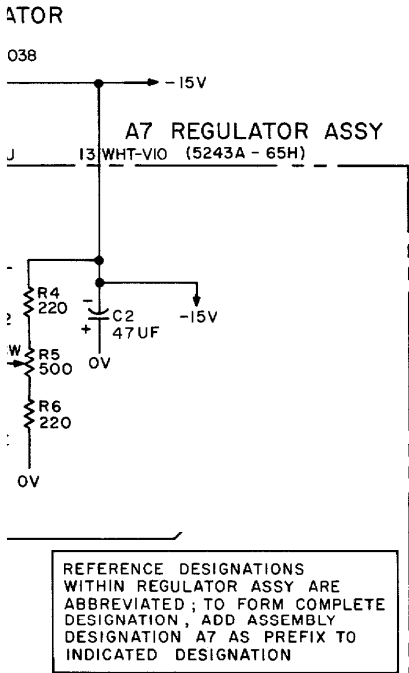 ATOR
038
-15V
A7 REGULATOR ASSY
13 WHT-VIO (5243A-65H)
R4
220
-
C2
+
47UF
-15V
W
R5
500
0V
R6
220
0V
REFERENCE DESIGNATIONS
WITHIN REGULATOR ASSY ARE
ABBREVIATED; TO FORM COMPLETE
DESIGNATION, ADD ASSEMBLY
DESIGNATION A7 AS PREFIX TO
INDICATED DESIGNATION